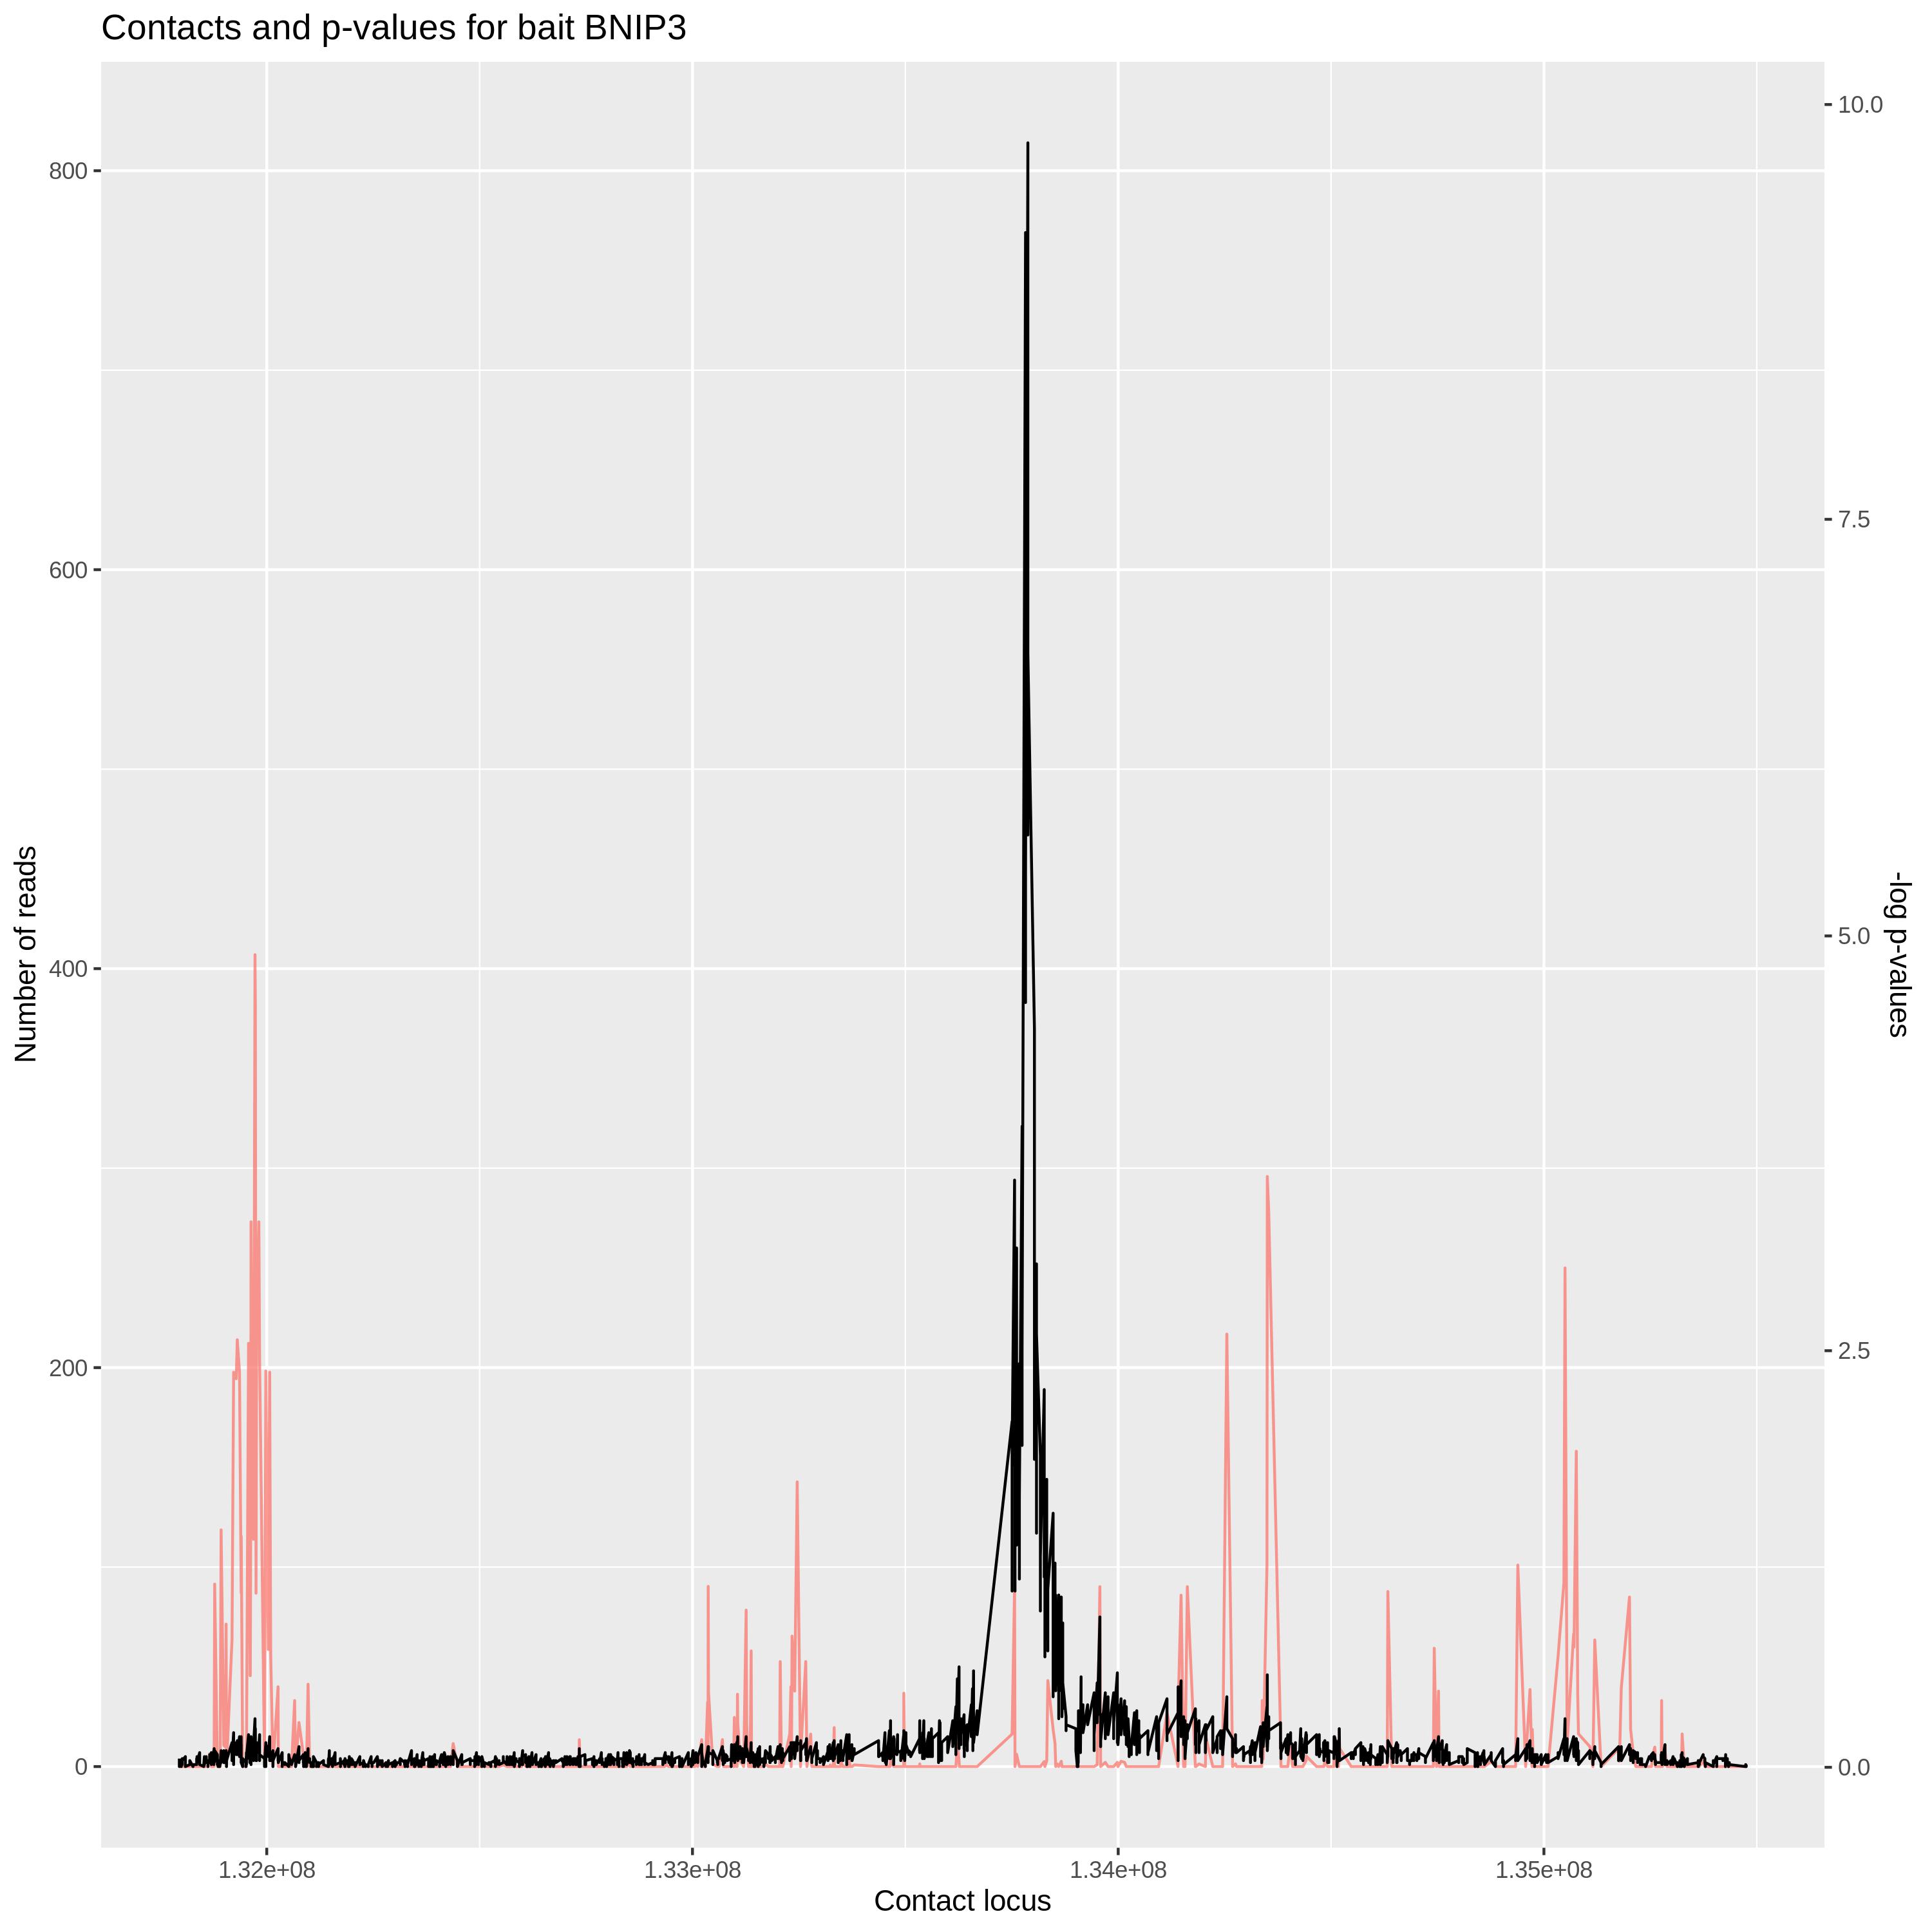 Contacts and p-values for bait BNIP3
Number of reads
800
600
400
200
0
10.0
7.5
5.0
2.5
0.0
-log p-values
1.32e+08
1.33e+08
1.34e+08
1.35e+08
Contact locus